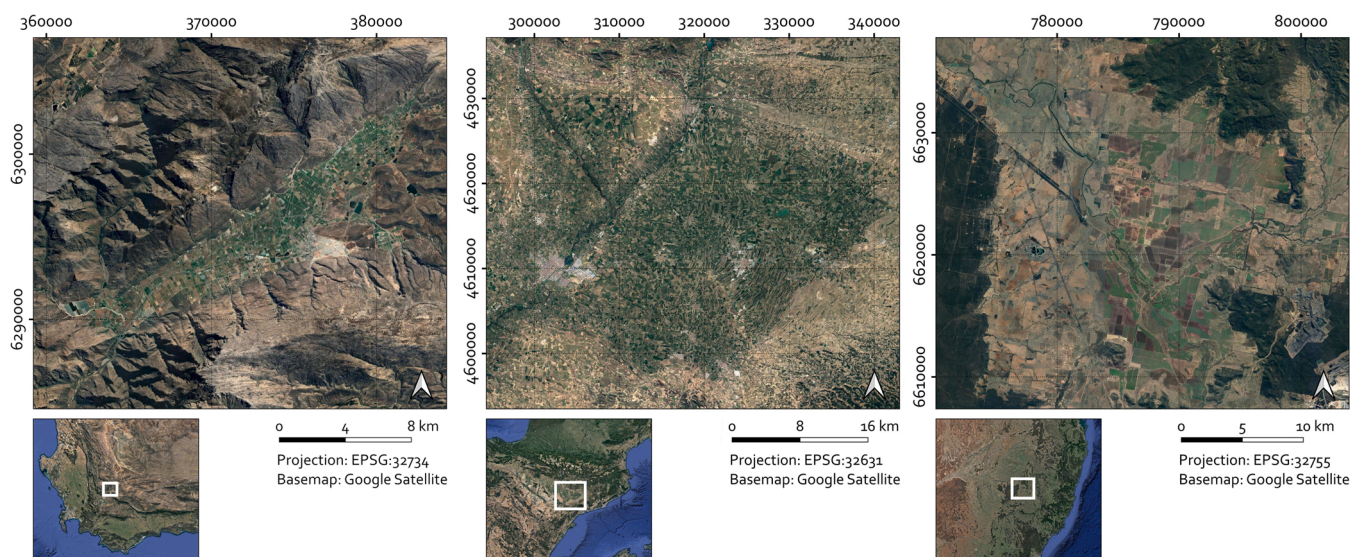 360000 370000 380000
6300000
6290000
0 4 8 km
Projection: EPSG:32734
Basemap: Google Satellite
300000 310000 320000 330000 340000
4630000
4620000
4610000
4600000
0 8 16 km
Projection: EPSG:32631
Basemap: Google Satellite
780000 790000 800000
6630000
6620000
6610000
0 5 10 km
Projection: EPSG:32755
Basemap: Google Satellite